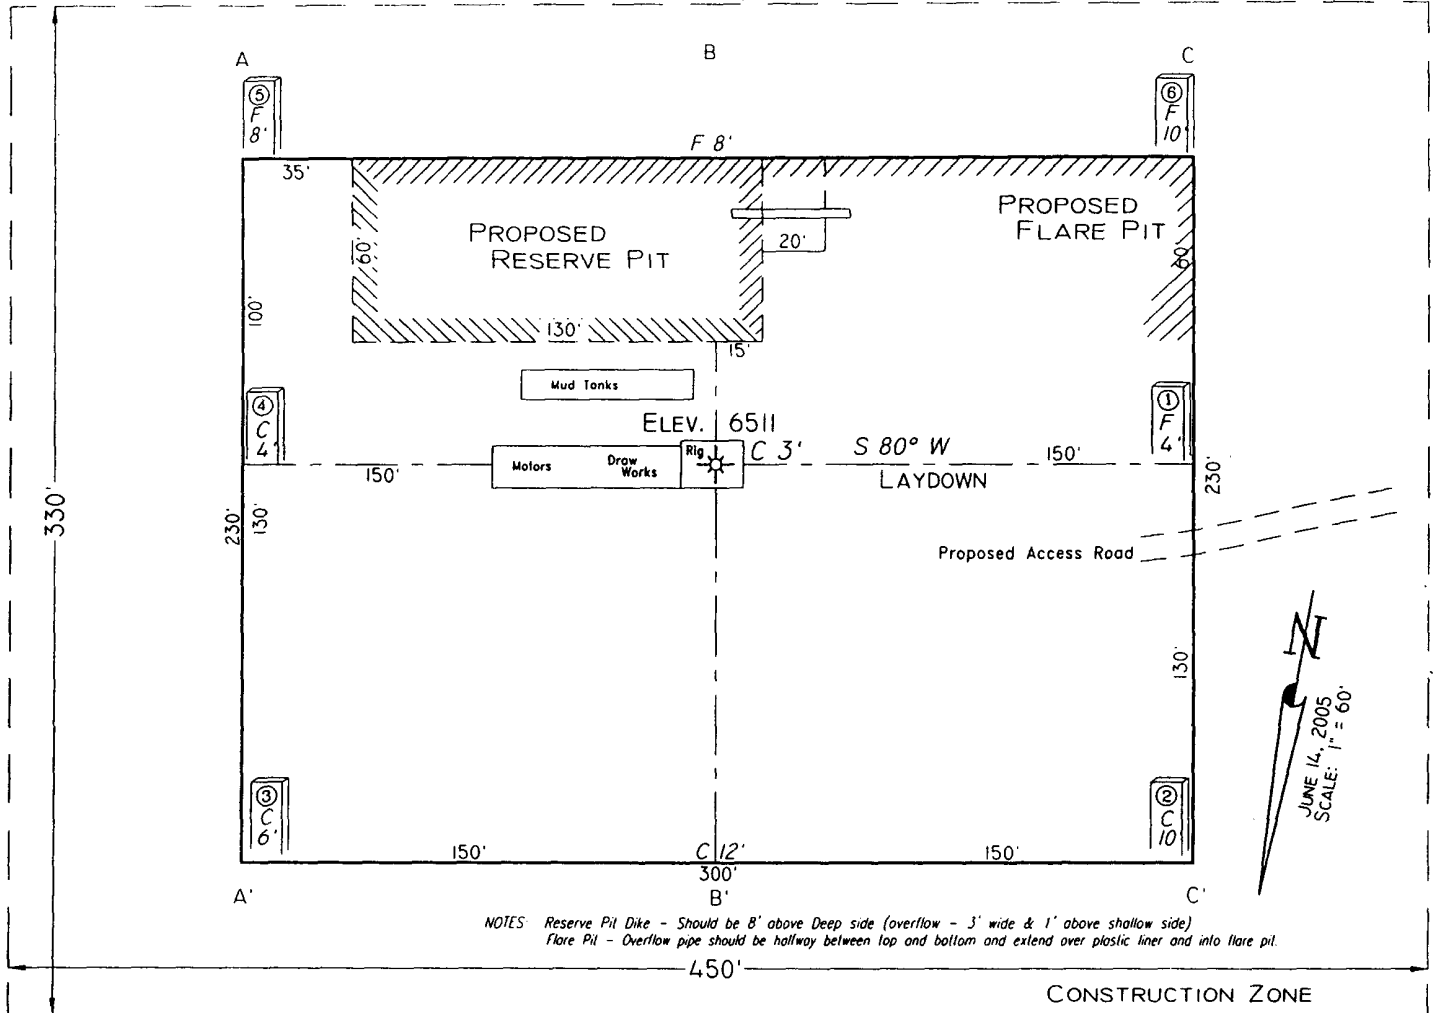 A
B
C
⑤
F
8'
⑥
F
10'
F 8'
35'
PROPOSED
RESERVE PIT
60'
20'
PROPOSED
FLARE PIT
60'
100'
130'
15'
Mud Tanks
④
C
4'
①
F
4'
ELEV. 6511
Rig
C 3'
S 80° W
150'
150'
Motors
Draw
Works
LAYDOWN
330'
230'
130'
230'
Proposed Access Road
130'
N
JUNE 14, 2005
SCALE: 1" = 60'
③
C
6'
②
C
10'
150'
C 12'
150'
300'
A'
B'
C'
NOTES: Reserve Pit Dike - Should be 8' above Deep side (overflow - 3' wide & 1' above shallow side)
Flare Pit - Overflow pipe should be halfway between top and bottom and extend over plastic liner and into flare pit.
450'
CONSTRUCTION ZONE